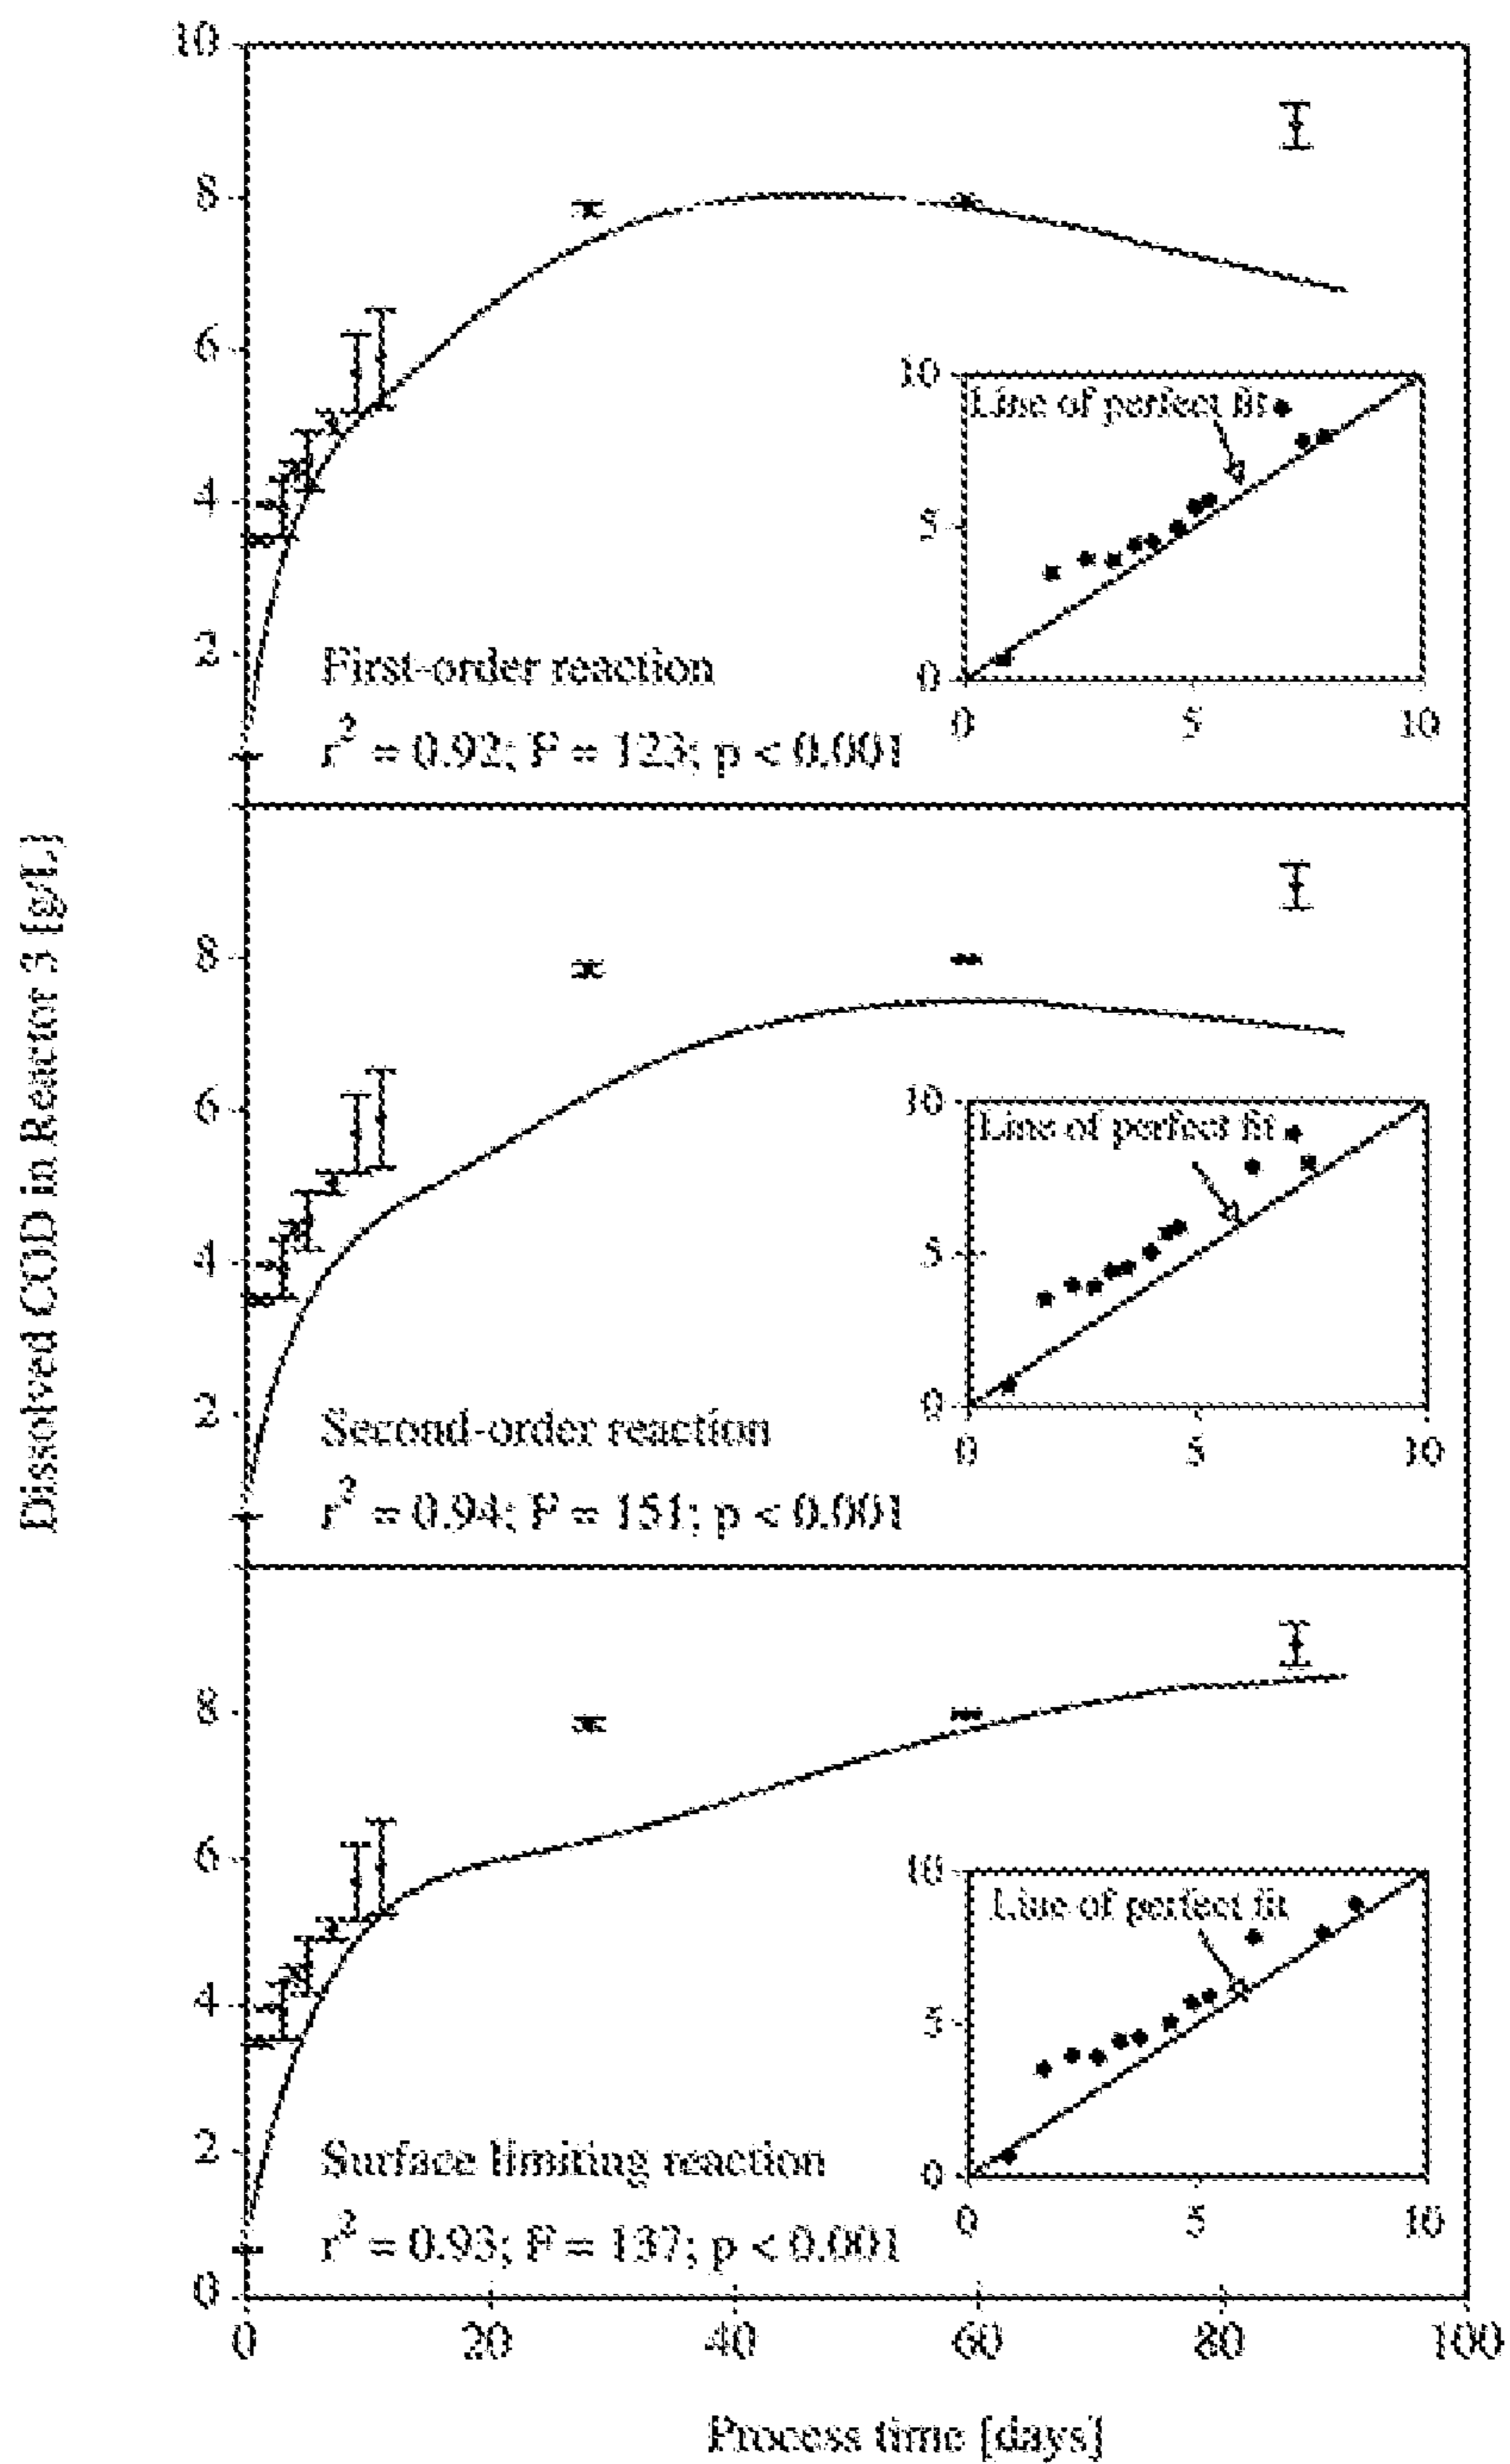 Dissolved COD in Reactor 3 [g/L]
10
8
6
4
2
First-order reaction
r² = 0.92; F = 123; p < 0.001
10
5
0
Line of perfect fit
0 5 10
8
6
4
2
Second-order reaction
r² = 0.94; F = 151; p < 0.001
10
5
0
Line of perfect fit
0 5 10
8
6
4
2
0
Surface limiting reaction
r² = 0.93; F = 137; p < 0.001
10
5
0
Line of perfect fit
0 5 10
0 20 40 60 80 100
Process time [days]